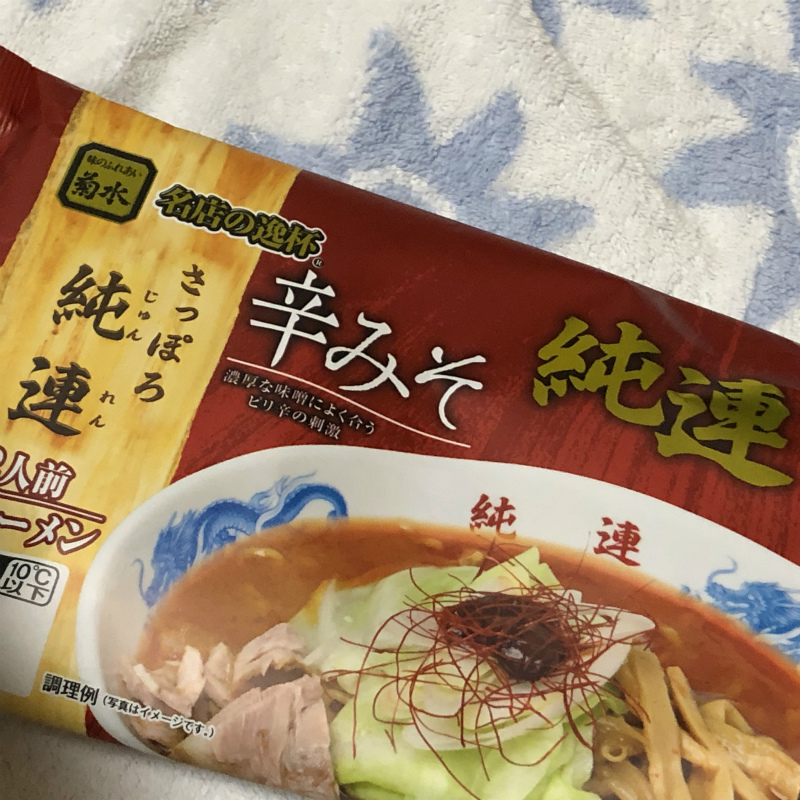 味のふれあい
菊水
名店の逸杯®
さっぽろ
純連
じゅん
れん
辛みそ
濃厚な味噌によく合う
ピリ辛の刺激
純連
人前
ーメン
10℃
以下
純連
調理例(写真はイメージです。)